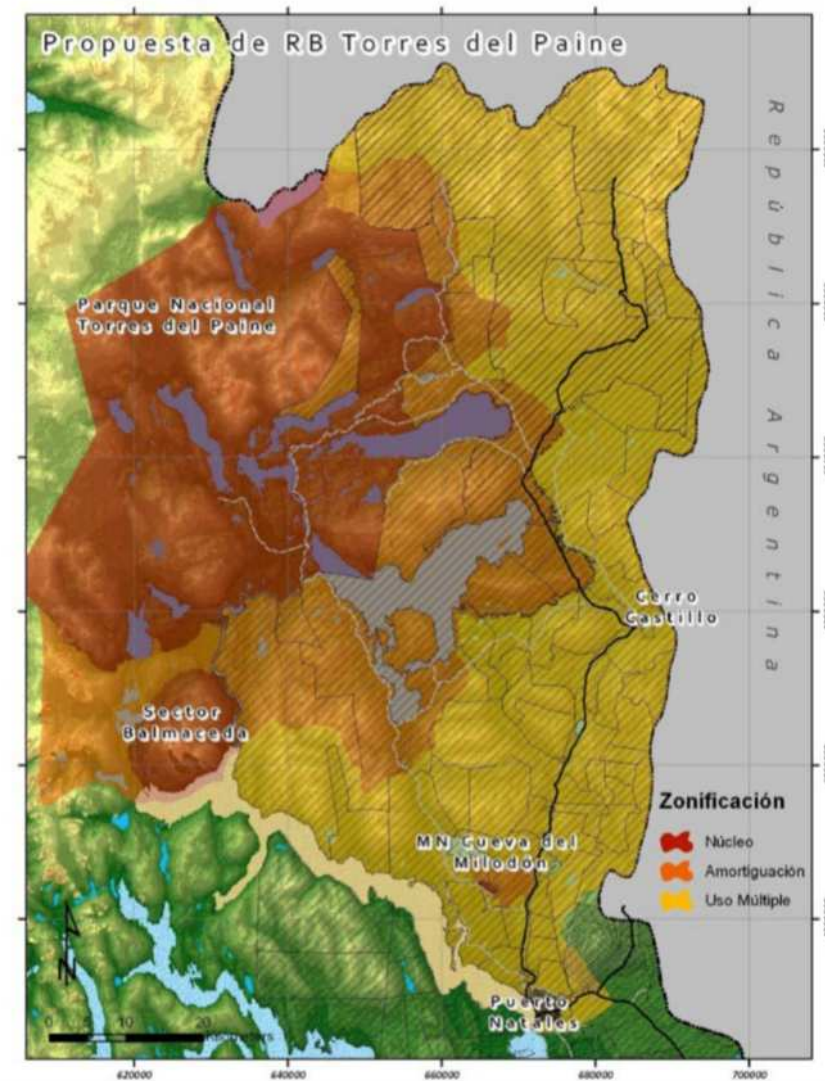 Propuesta de RB Torres del Paine
República Argentina
Parque Nacional
Torres del Paine
Cerro
Castillo
Sector
Balmaceda
Zonificación
Núcleo
Amortiguación
Uso Múltiple
MN Cueva del
Milodón
Puerto
Natales
N
0 10 20
620000 640000 660000 680000 700000